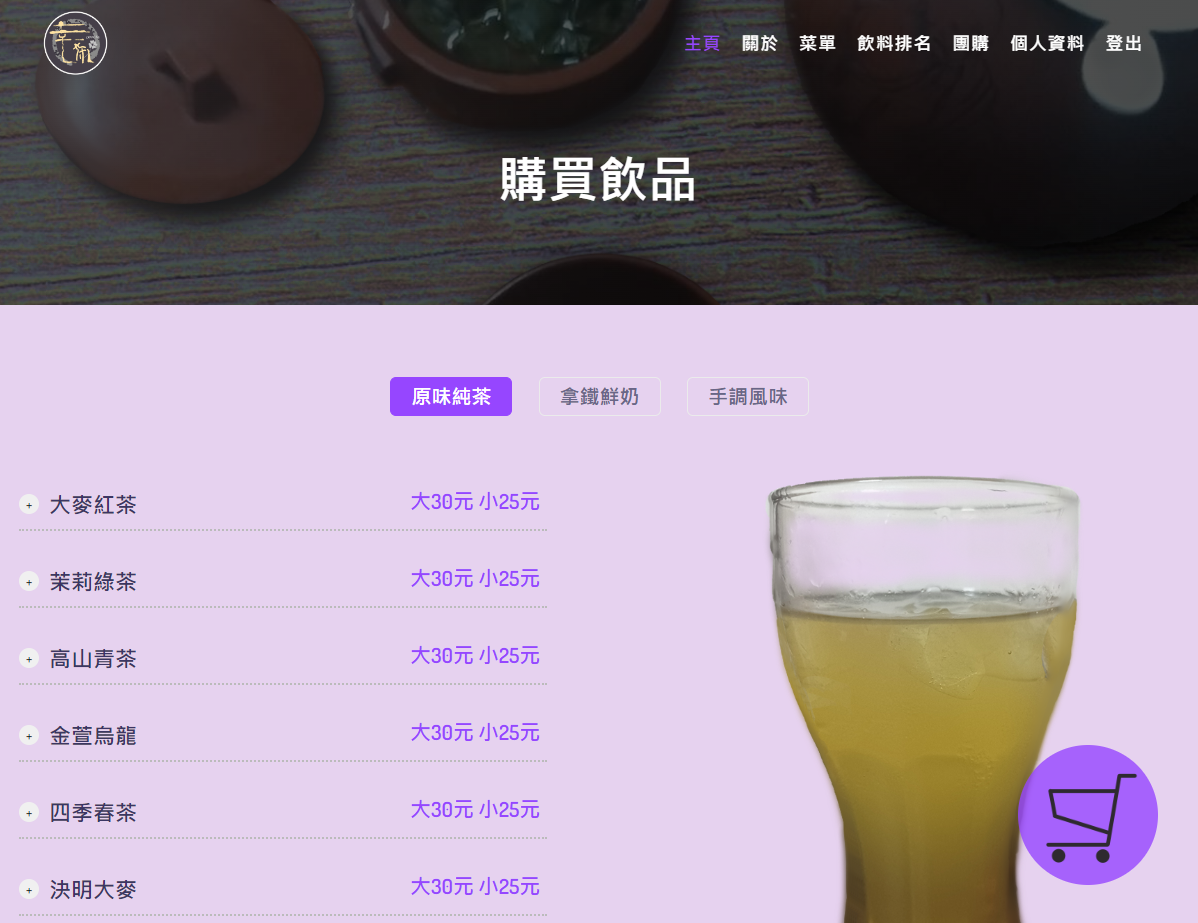 主頁 關於 菜單 飲料排名 團購 個人資料 登出
購買飲品
原味純茶 拿鐵鮮奶 手調風味
+ 大麥紅茶 大30元 小25元
+ 茉莉綠茶 大30元 小25元
+ 高山青茶 大30元 小25元
+ 金萱烏龍 大30元 小25元
+ 四季春茶 大30元 小25元
+ 決明大麥 大30元 小25元